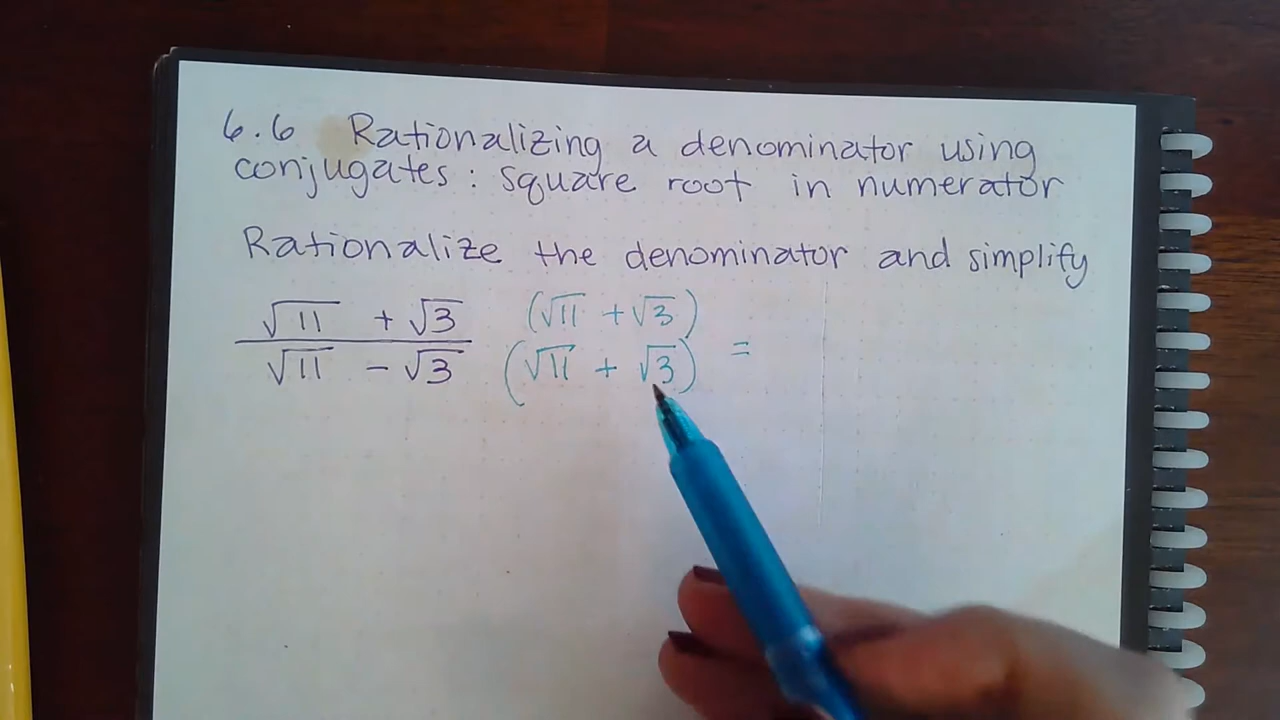 6.6 Rationalizing a denominator using
conjugates: square root in numerator
Rationalize the denominator and simplify
√11 + √3 (√11 + √3)
√11 - √3 (√11 + √3) =